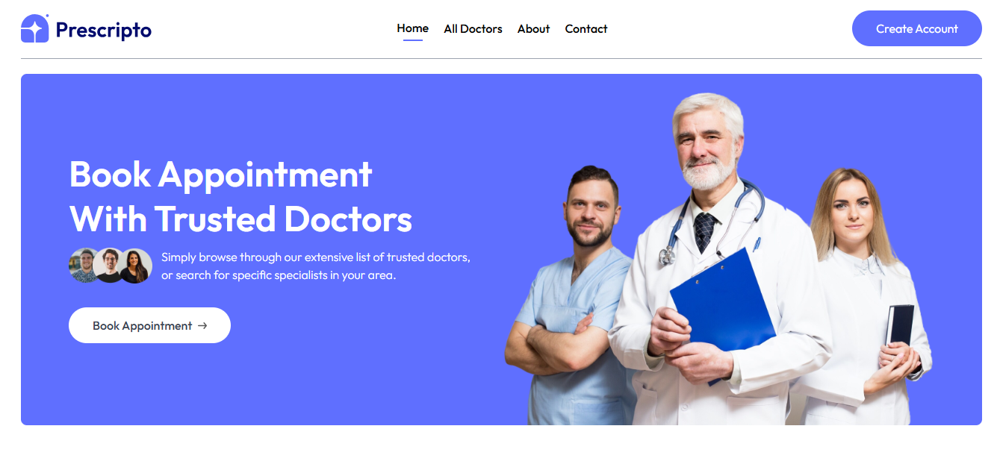 Prescripto
Home
All Doctors
About
Contact
Create Account
Book Appointment
With Trusted Doctors
Simply browse through our extensive list of trusted doctors,
or search for specific specialists in your area.
Book Appointment →